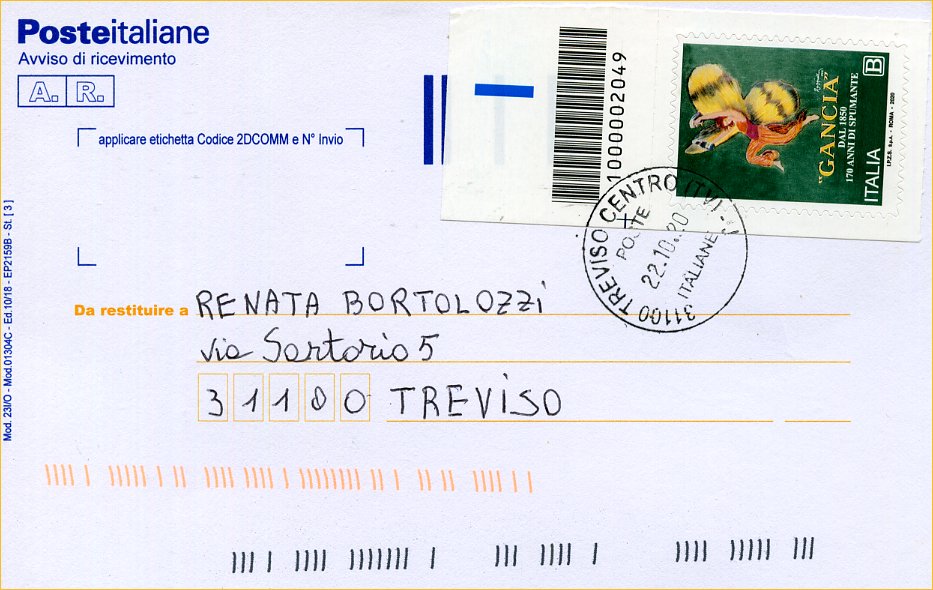 Posteitaliane
Avviso di ricevimento
A. R.
applicare etichetta Codice 2DCOMM e N° Invio
1000002049
B
"GANCIA"
DAL 1850
170 ANNI DI SPUMANTE
ITALIA
I.P.Z.S. S.p.A. - ROMA - 2020
31100 TREVISO CENTRO (TV)
POSTE
22.10.20
ITALIANE
Da restituire a RENATA BORTOLOZZI
via Sartorio 5
31100 TREVISO
Mod. 23I/O - Mod.01304C - Ed.10/18 - EP2159B - St. [ 3 ]